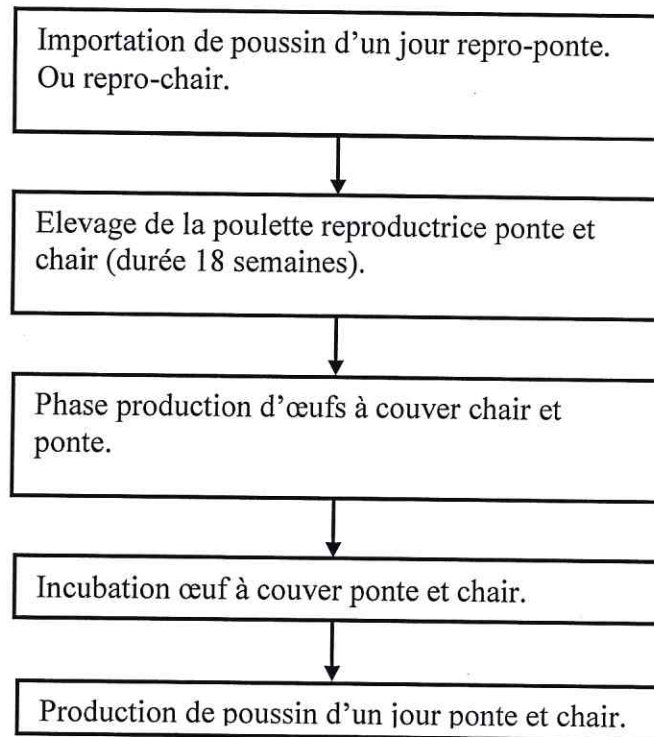 Importation de poussin d'un jour repro-ponte.
Ou repro-chair.
Elevage de la poulette reproductrice ponte et
chair (durée 18 semaines).
Phase production d'œufs à couver chair et
ponte.
Incubation œuf à couver ponte et chair.
Production de poussin d'un jour ponte et chair.